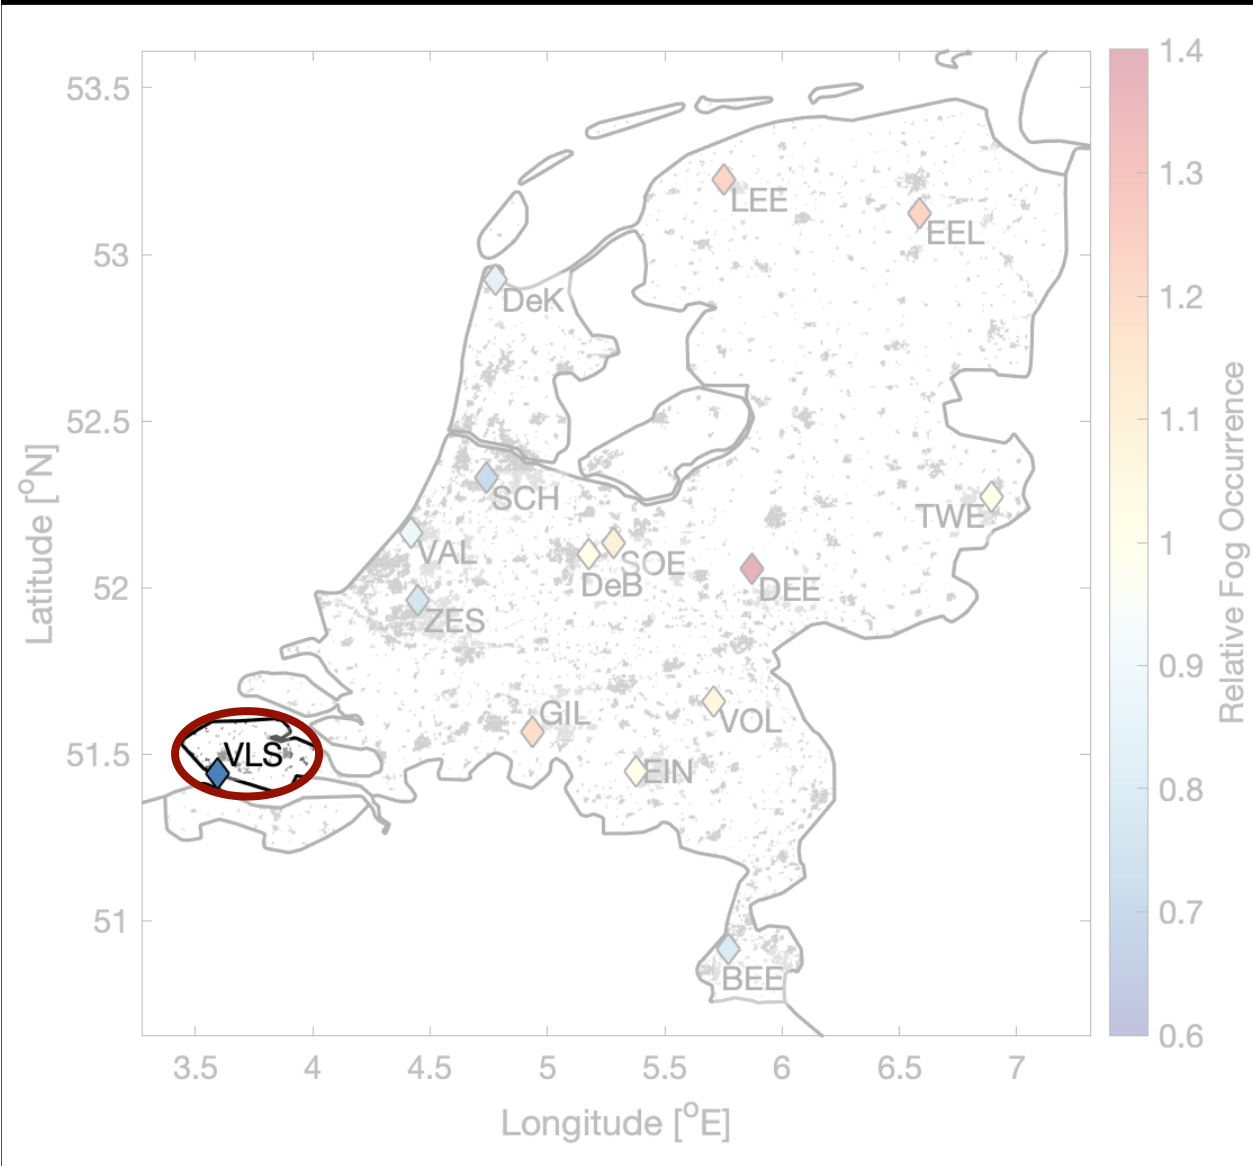 53.5
53
52.5
52
51.5
51
Latitude [°N]
LEE
EEL
DeK
SCH
TWE
VAL
SOE
DeB
DEE
ZES
GIL
VOL
VLS
EIN
BEE
3.5 4 4.5 5 5.5 6 6.5 7
Longitude [°E]
1.4
1.3
1.2
1.1
1
0.9
0.8
0.7
0.6
Relative Fog Occurrence